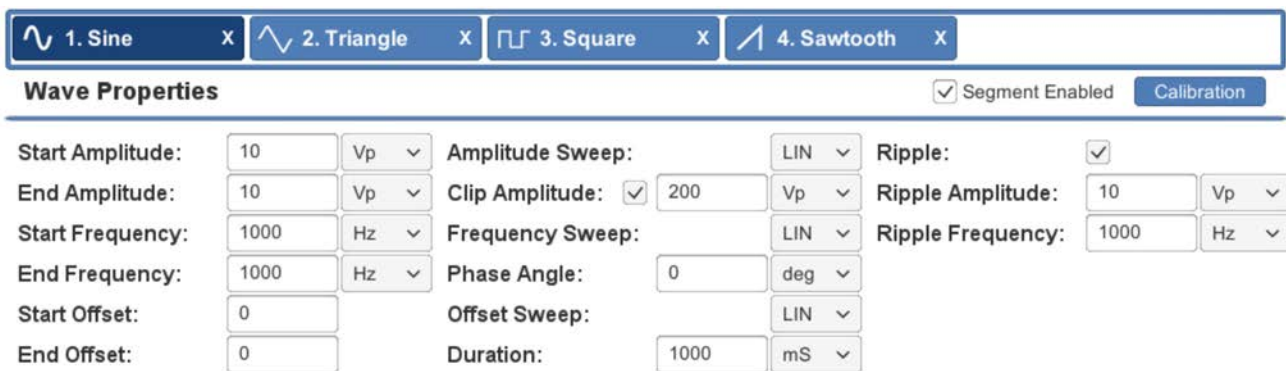 1. Sine X 2. Triangle X 3. Square X 4. Sawtooth X
Wave Properties Segment Enabled Calibration
Start Amplitude: 10 Vp Amplitude Sweep: LIN Ripple:
End Amplitude: 10 Vp Clip Amplitude: 200 Vp Ripple Amplitude: 10 Vp
Start Frequency: 1000 Hz Frequency Sweep: LIN Ripple Frequency: 1000 Hz
End Frequency: 1000 Hz Phase Angle: 0 deg
Start Offset: 0 Offset Sweep: LIN
End Offset: 0 Duration: 1000 mS